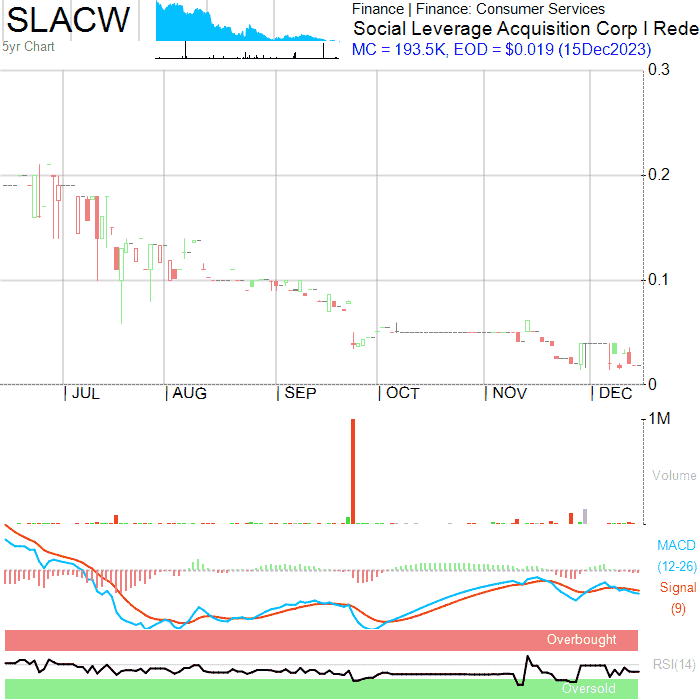 SLACW
5yr Chart
Finance | Finance: Consumer Services
Social Leverage Acquisition Corp I Rede
MC = 193.5K, EOD = $0.019 (15Dec2023)
0.3
0.2
0.1
0
| JUL | AUG | SEP | OCT | NOV | DEC
1M
Volume
MACD
(12-26)
Signal
(9)
Overbought
RSI(14)
Oversold